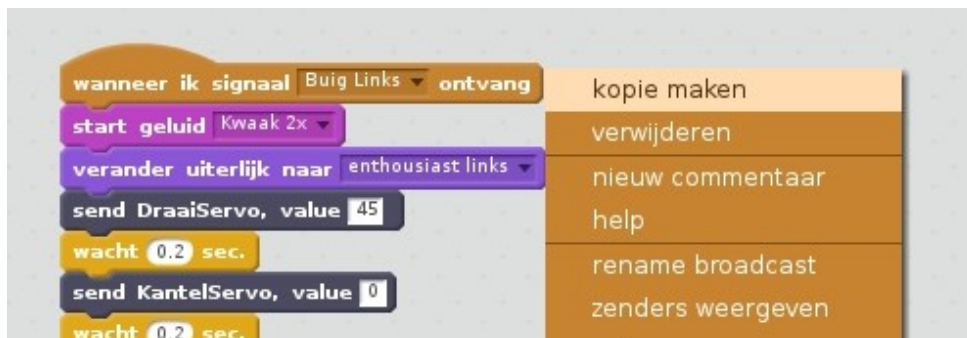 wanneer ik signaal Buig Links ontvang
start geluid Kwaak 2x
verander uiterlijk naar enthousiast links
send DraaiServo, value 45
wacht 0.2 sec.
send KantelServo, value 0
wacht 0.2 sec.
kopie maken
verwijderen
nieuw commentaar
help
rename broadcast
zenders weergeven